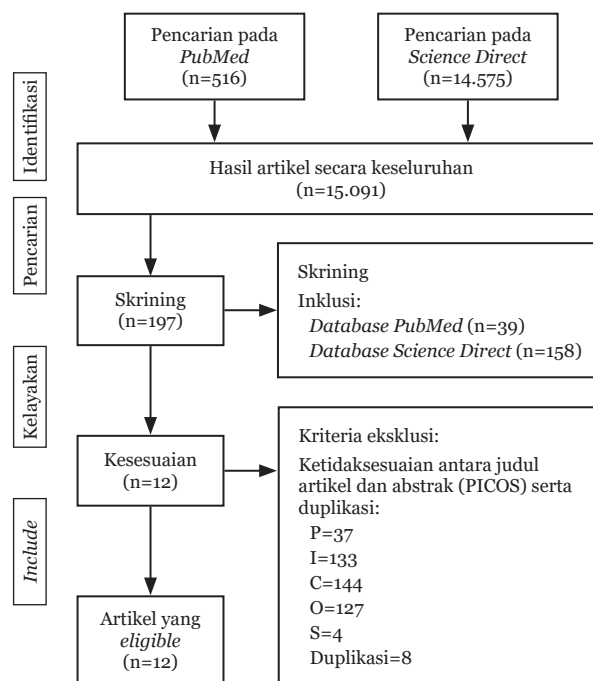 Pencarian pada
PubMed
(n=516)
Pencarian pada
Science Direct
(n=14.575)
Identifikasi
Hasil artikel secara keseluruhan
(n=15.091)
Pencarian
Skrining
(n=197)
Skrining
Inklusi:
Database PubMed (n=39)
Database Science Direct (n=158)
Kelayakan
Kesesuaian
(n=12)
Kriteria eksklusi:
Ketidaksesuaian antara judul
artikel dan abstrak (PICOS) serta
duplikasi:
P=37
I=133
C=144
O=127
S=4
Duplikasi=8
Include
Artikel yang
eligible
(n=12)